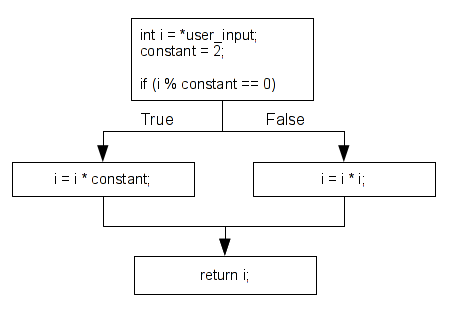 int i = *user_input;
constant = 2;
if (i % constant == 0)
True
False
i = i * constant;
i = i * i;
return i;